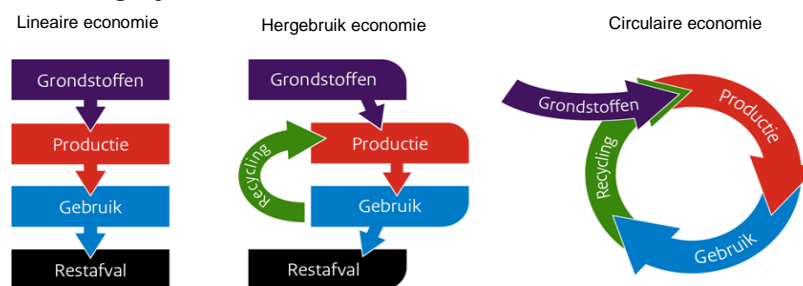 Lineaire economie
Hergebruik economie
Circulaire economie
Grondstoffen
Productie
Gebruik
Restafval
Grondstoffen
Recycling
Productie
Gebruik
Restafval
Grondstoffen
Productie
Recycling
Gebruik